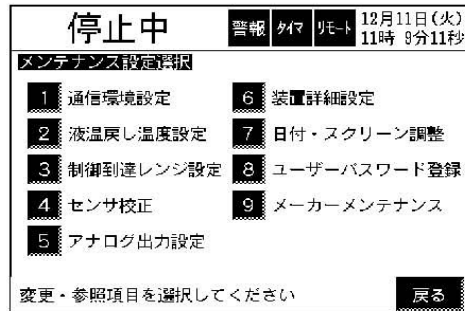 停止中
警報 タイマ リモート
12月11日(火)
11時 9分11秒
メンテナンス設定選択
1 通信環境設定
2 液温戻し温度設定
3 制御到達レンジ設定
4 センサ校正
5 アナログ出力設定
6 装置詳細設定
7 日付・スクリーン調整
8 ユーザーパスワード登録
9 メーカーメンテナンス
変更・参照項目を選択してください
戻る